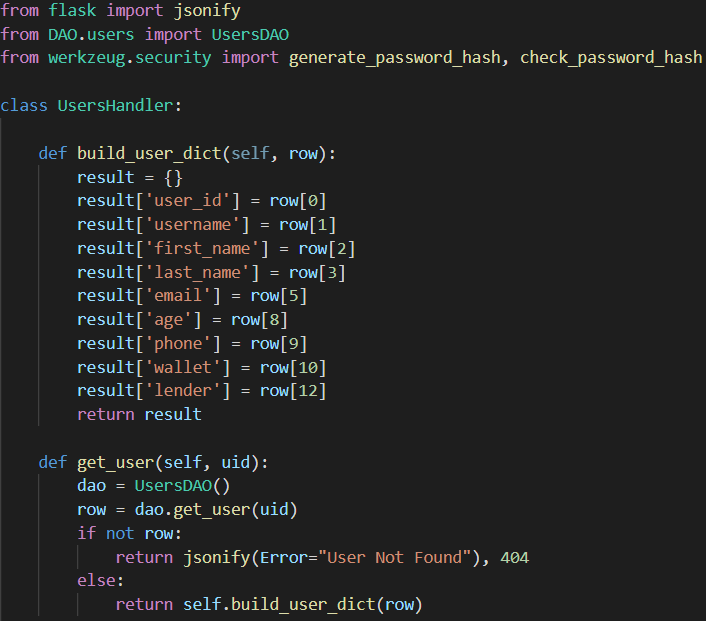 from flask import jsonify
from DAO.users import UsersDAO
from werkzeug.security import generate_password_hash, check_password_hash
class UsersHandler:
def build_user_dict(self, row):
result = {}
result['user_id'] = row[0]
result['username'] = row[1]
result['first_name'] = row[2]
result['last_name'] = row[3]
result['email'] = row[5]
result['age'] = row[8]
result['phone'] = row[9]
result['wallet'] = row[10]
result['lender'] = row[12]
return result
def get_user(self, uid):
dao = UsersDAO()
row = dao.get_user(uid)
if not row:
return jsonify(Error="User Not Found"), 404
else:
return self.build_user_dict(row)